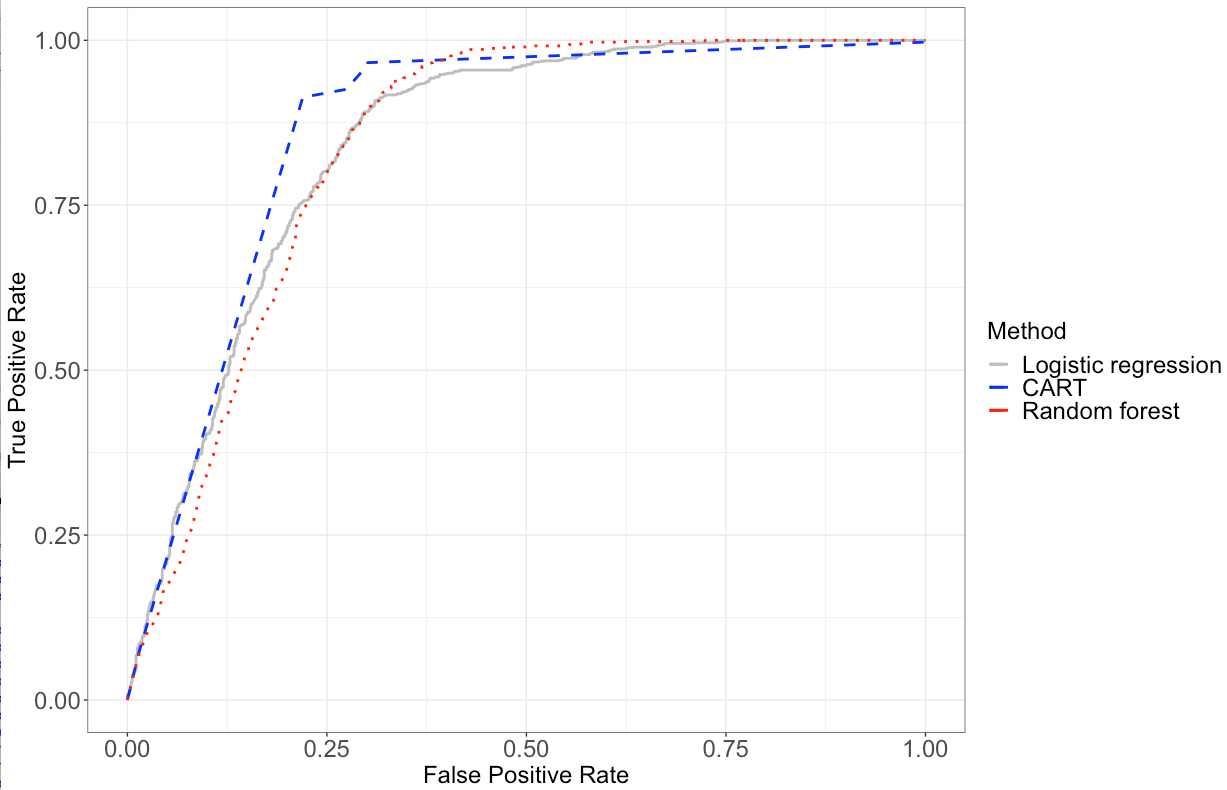 1.00
0.75
0.50
0.25
0.00
True Positive Rate
0.00 0.25 0.50 0.75 1.00
False Positive Rate
Method
Logistic regression
CART
Random forest